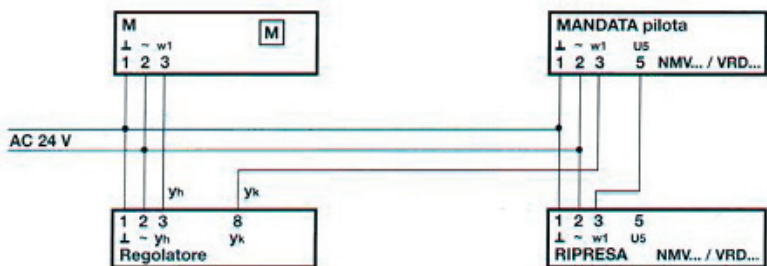 M
M
⊥ ~ w1
1 2 3
MANDATA pilota
⊥ ~ w1 U5
1 2 3 5 NMV... / VRD...
AC 24 V
yh yk
1 2 3 8
⊥ ~ yh yk
Regolatore
1 2 3 5
⊥ ~ w1 U5
RIPRESA NMV... / VRD...